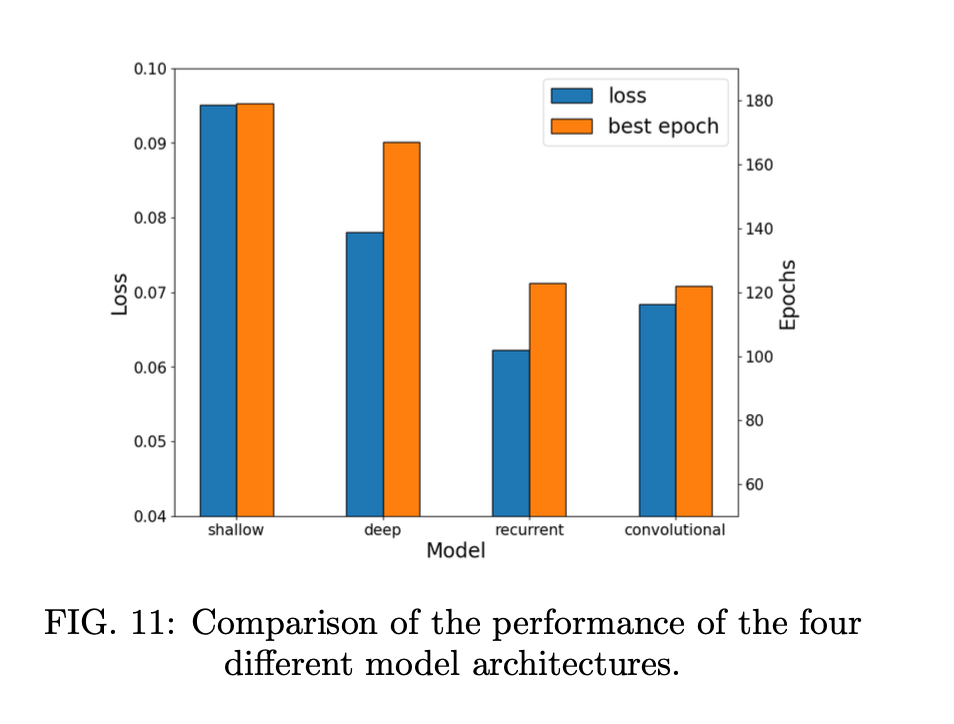 0.10
0.09
0.08
0.07
0.06
0.05
0.04
Loss
loss
best epoch
180
160
140
120
100
80
60
Epochs
shallow deep recurrent convolutional
Model
FIG. 11: Comparison of the performance of the four
different model architectures.